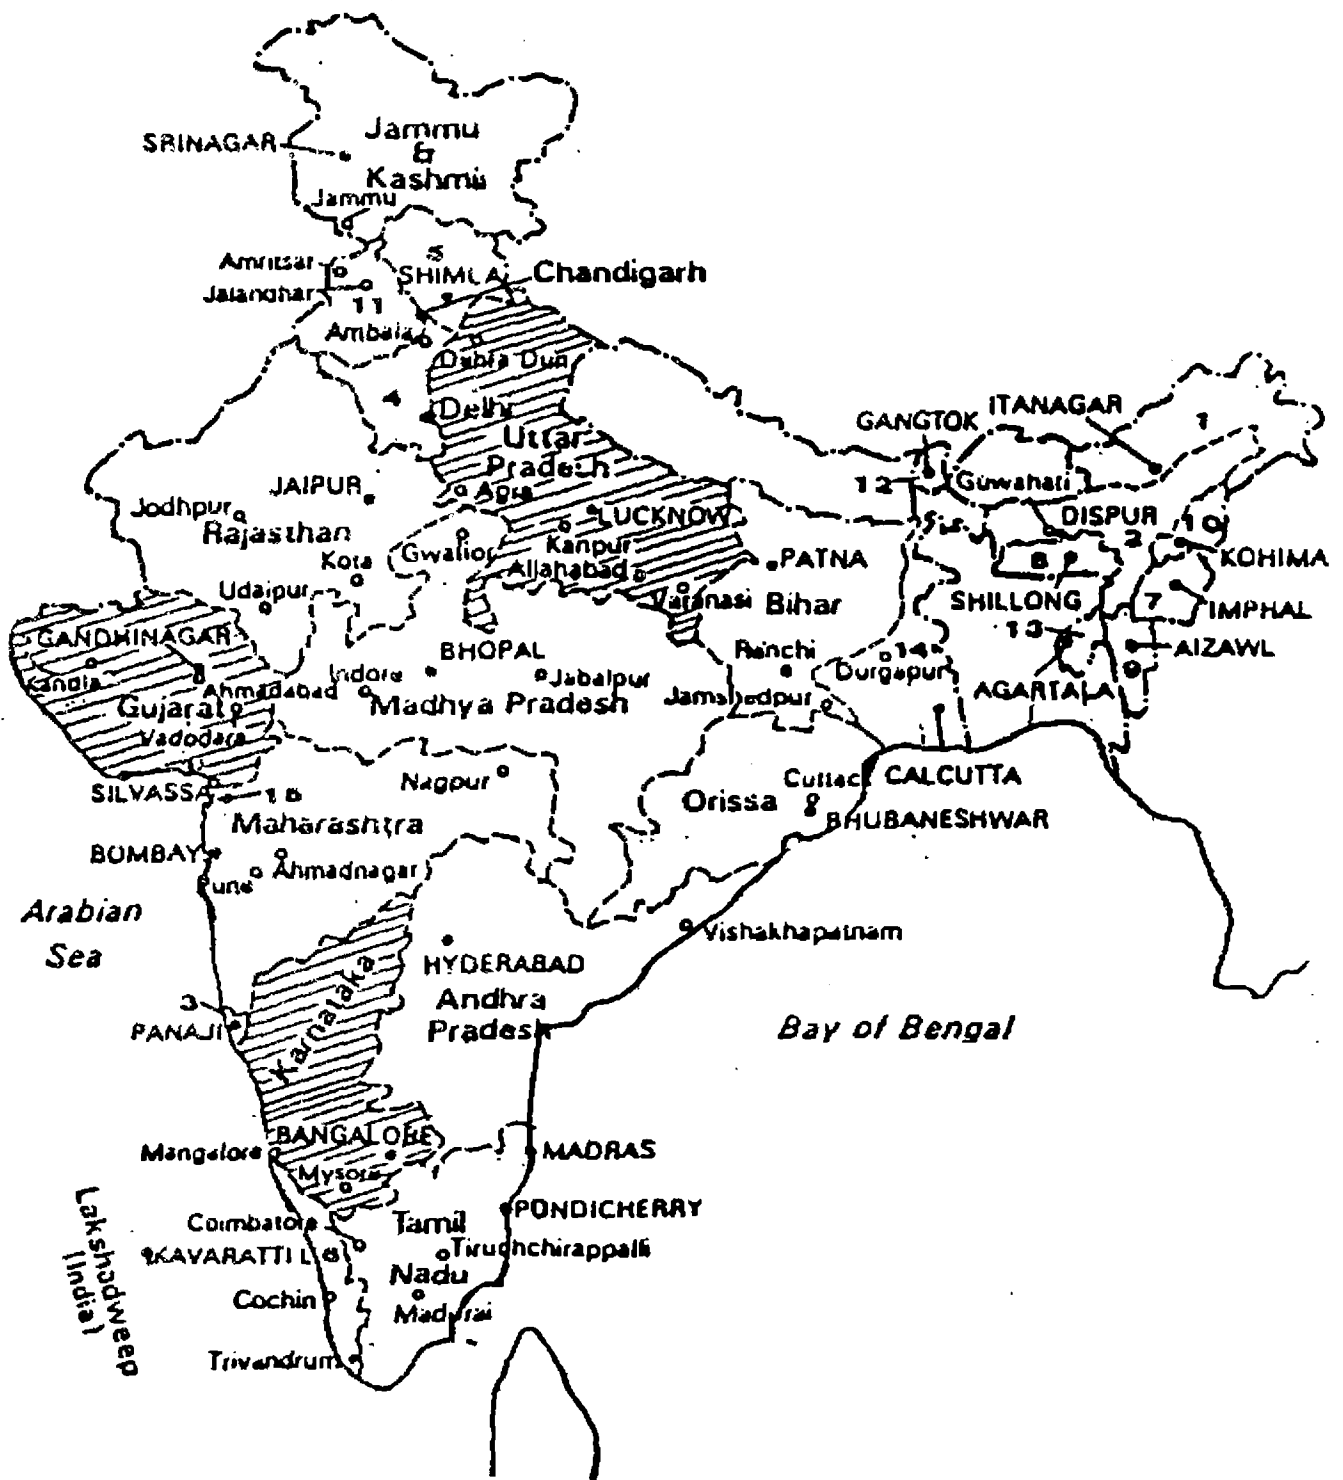 Jammu
&
Kashmir
SRINAGAR
Jammu
Amritsar
Jalandhar
11
5
SHIMLA
Chandigarh
Ambala
Dehra Dun
4
Delhi
Uttar
Pradesh
Agra
JAIPUR
Jodhpur
Rajasthan
Kota
Udaipur
Gwalior
LUCKNOW
Kanpur
Allahabad
Varanasi
PATNA
Bihar
GANGTOK
ITANAGAR
1
12
Guwahati
DISPUR
2
10
KOHIMA
8
SHILLONG
7
IMPHAL
13
AIZAWL
9
AGARTALA
14
Durgapur
Ranchi
Jamshedpur
GANDHINAGAR
Kandla
Ahmadabad
Gujarat
Vadodara
BHOPAL
Indore
Jabalpur
Madhya Pradesh
SILVASSA
15
Nagpur
Maharashtra
BOMBAY
Ahmadnagar
Pune
Orissa
Cuttack
CALCUTTA
BHUBANESHWAR
Arabian
Sea
Vishakhapatnam
HYDERABAD
Andhra
Pradesh
3
PANAJI
Karnataka
Bay of Bengal
BANGALORE
Mangalore
Mysore
MADRAS
PONDICHERRY
Coimbatore
Tamil
Nadu
Tiruchchirappalli
KAVARATTI
6
Lakshadweep
(India)
Cochin
Madurai
Trivandrum